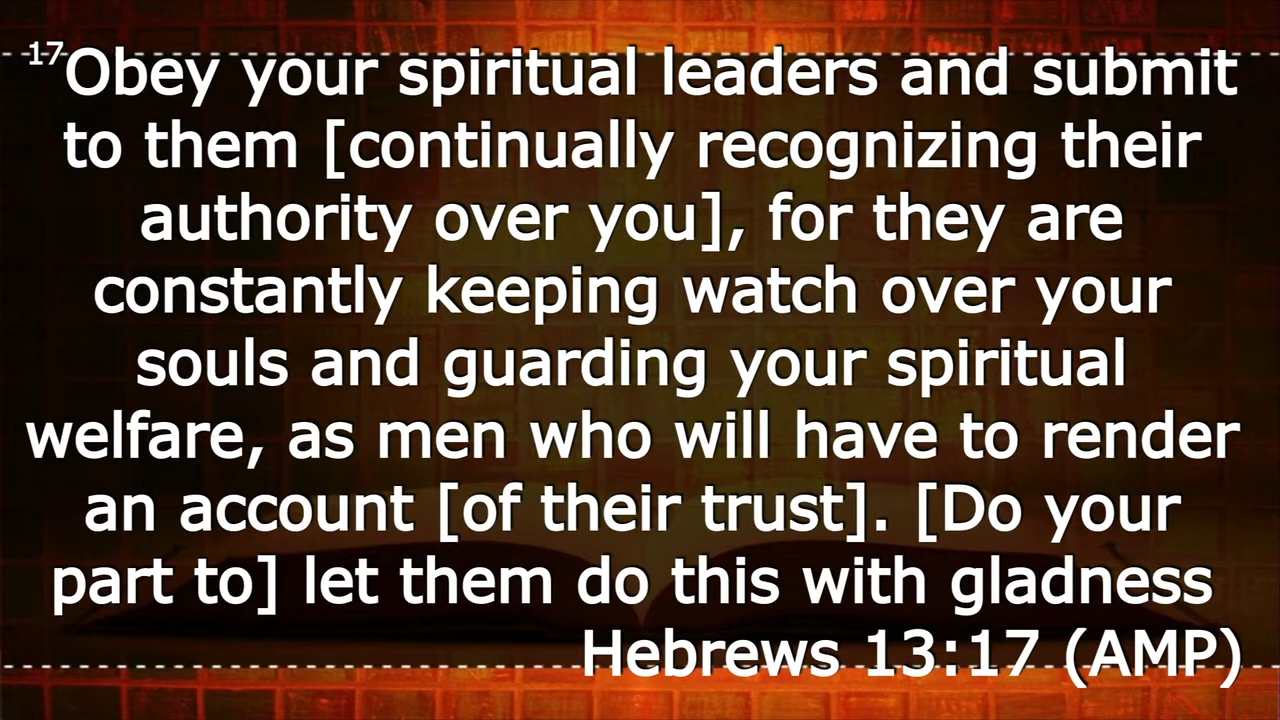 17Obey your spiritual leaders and submit
to them [continually recognizing their
authority over you], for they are
constantly keeping watch over your
souls and guarding your spiritual
welfare, as men who will have to render
an account [of their trust]. [Do your
part to] let them do this with gladness
Hebrews 13:17 (AMP)